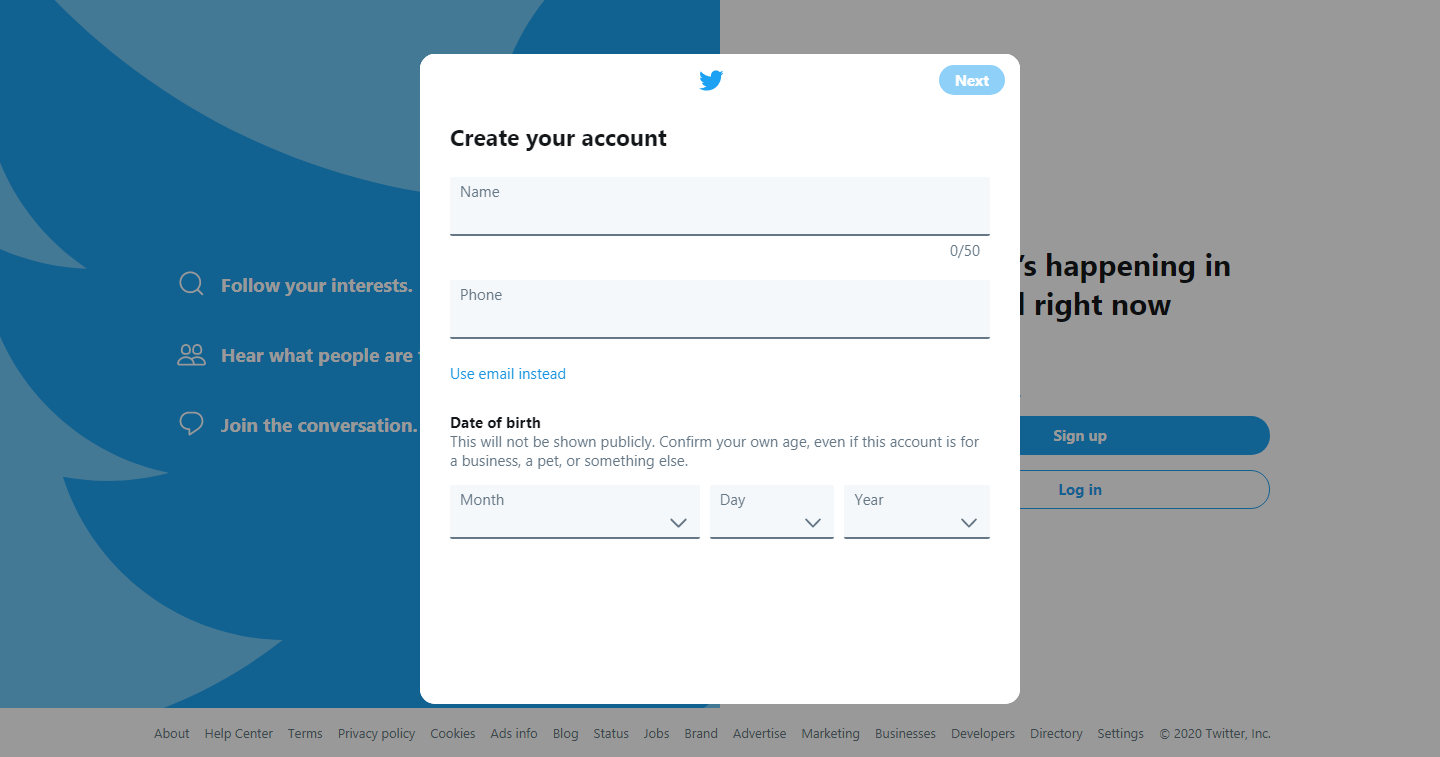 Next
Create your account
Name
0/50
Phone
Use email instead
Date of birth
This will not be shown publicly. Confirm your own age, even if this account is for
a business, a pet, or something else.
Month
Day
Year
Follow your interests.
Hear what people are
Join the conversation.
's happening in
right now
Sign up
Log in
About Help Center Terms Privacy policy Cookies Ads info Blog Status Jobs Brand Advertise Marketing Businesses Developers Directory Settings © 2020 Twitter, Inc.